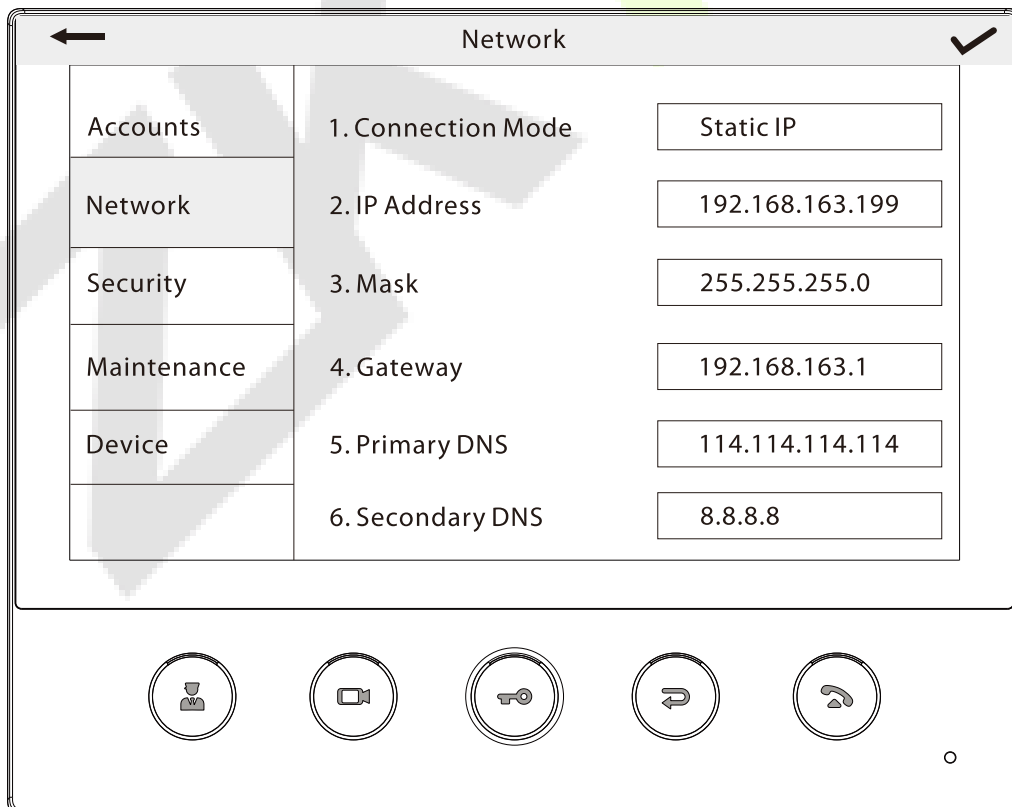 Network
Accounts
Network
Security
Maintenance
Device
1. Connection Mode Static IP
2. IP Address 192.168.163.199
3. Mask 255.255.255.0
4. Gateway 192.168.163.1
5. Primary DNS 114.114.114.114
6. Secondary DNS 8.8.8.8